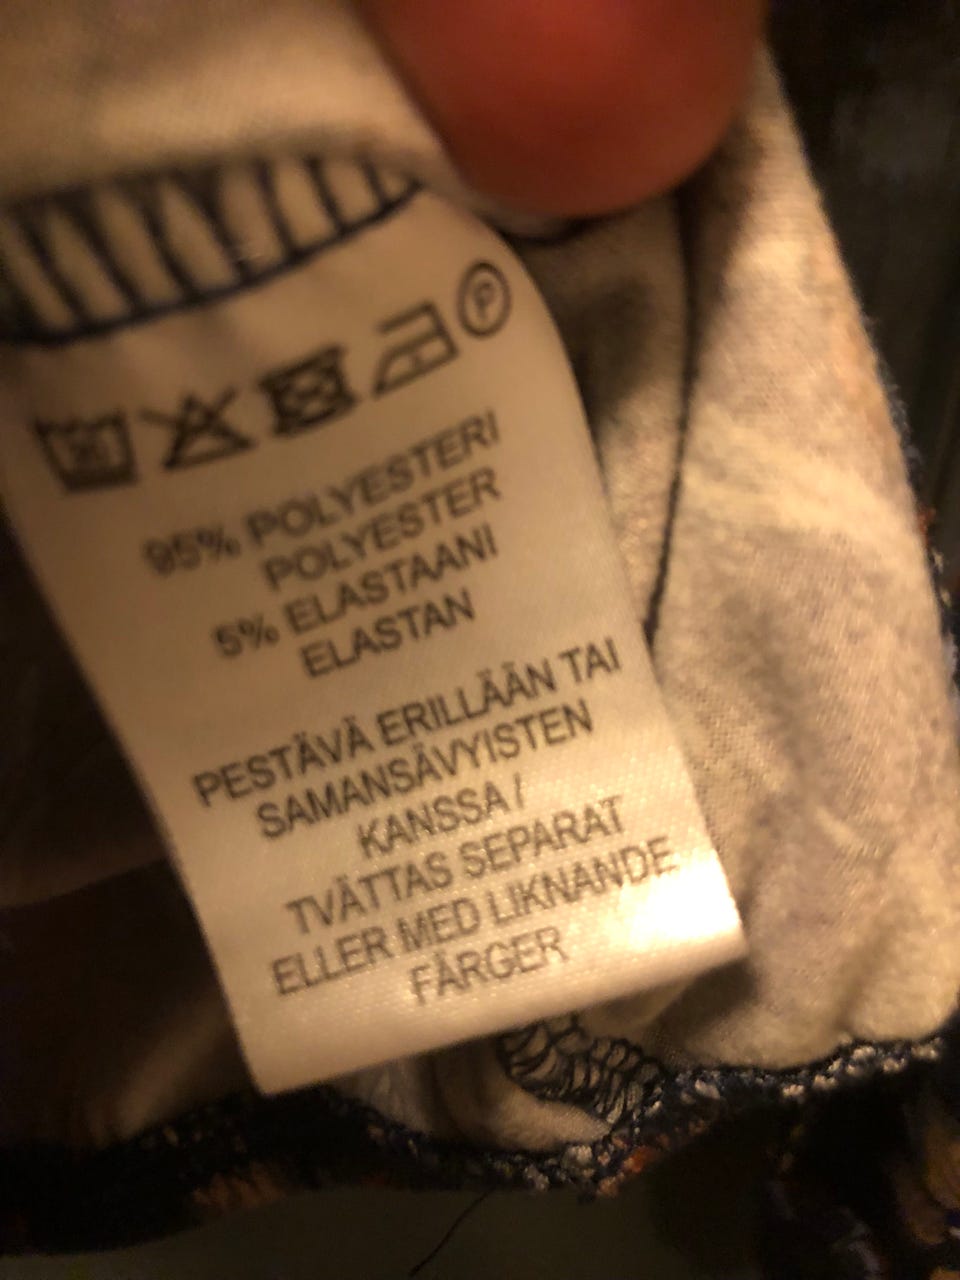 P
95% POLYESTERI
POLYESTER
5% ELASTAANI
ELASTAN
PESTÄVÄ ERILLÄÄN TAI
SAMANSÄVYISTEN
KANSSA/
TVÄTTAS SEPARAT
ELLER MED LIKNANDE
FÄRGER